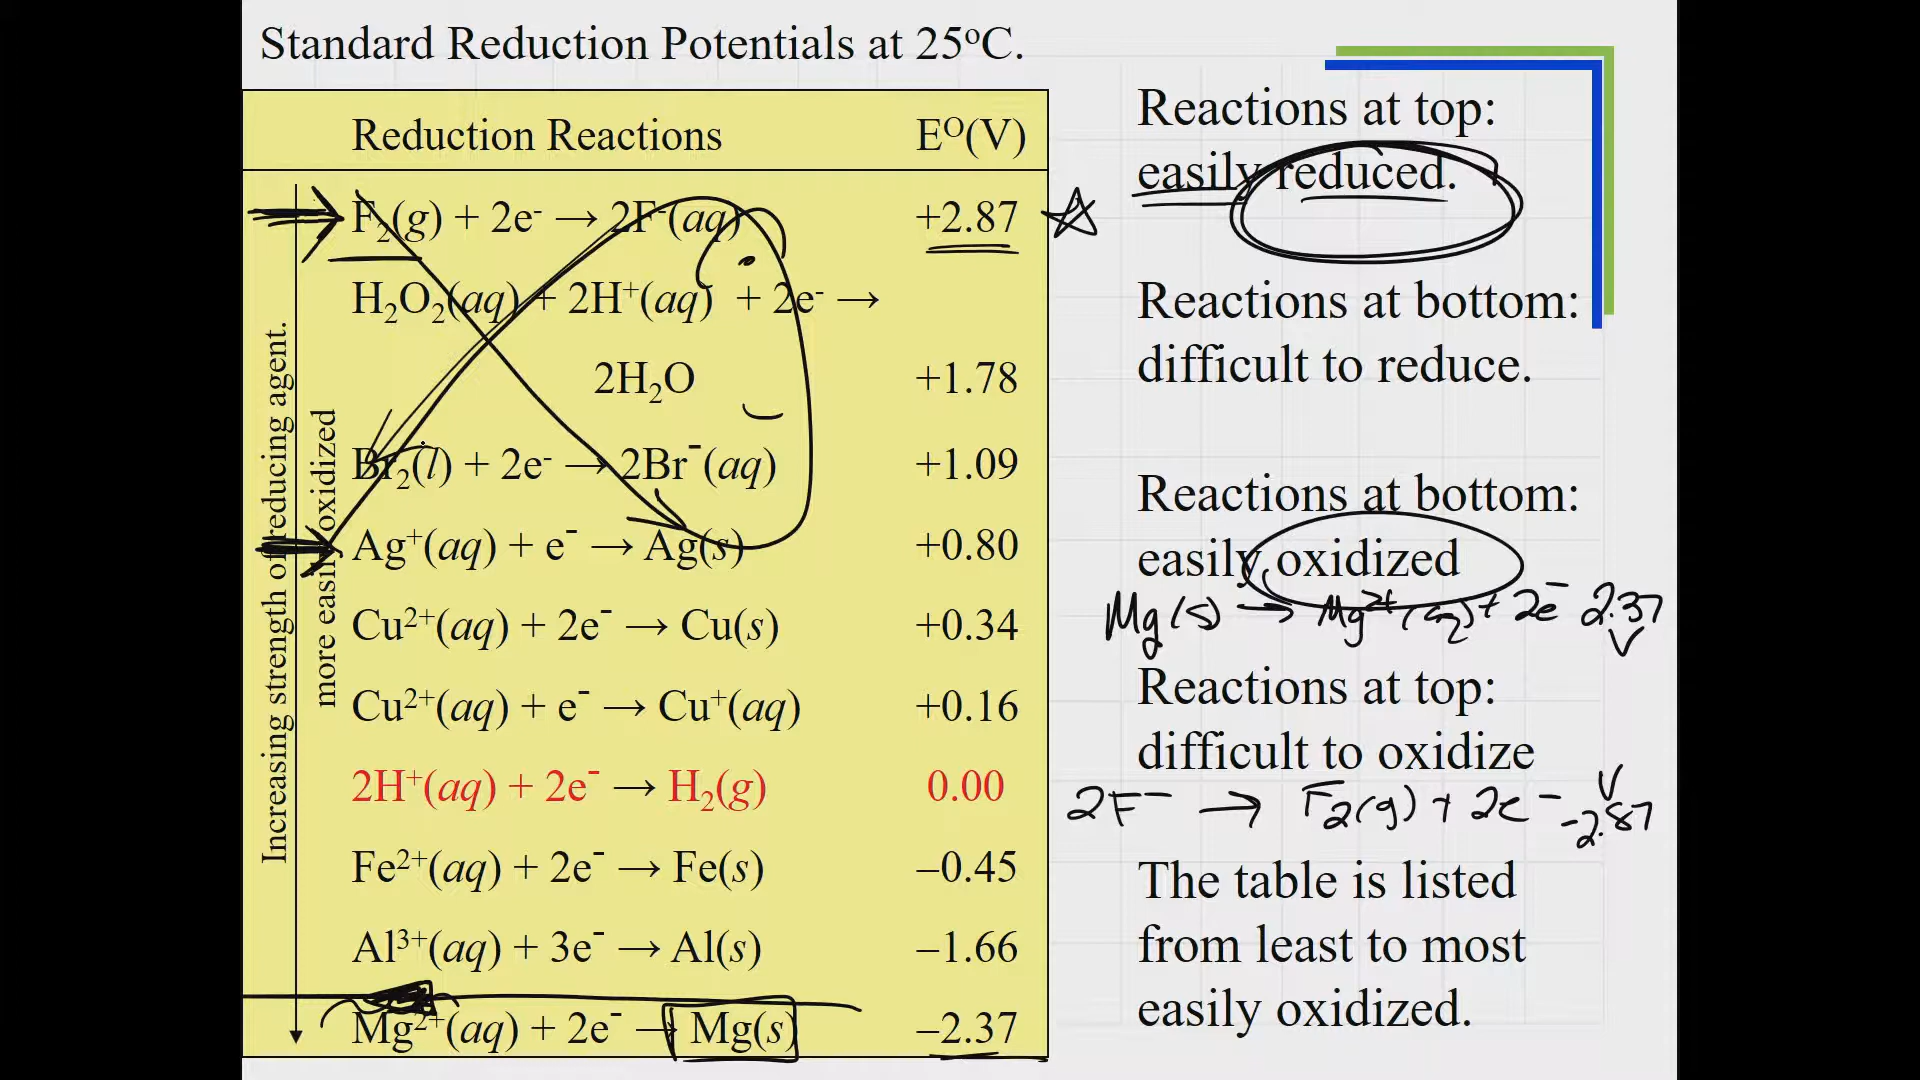 Standard Reduction Potentials at 25°C.
Reduction Reactions E^O(V)
F₂(g) + 2e⁻ → 2F⁻(aq) +2.87
H₂O₂(aq) + 2H⁺(aq) + 2e⁻ →
2H₂O +1.78
Br₂(l) + 2e⁻ → 2Br⁻(aq) +1.09
Ag⁺(aq) + e⁻ → Ag(s) +0.80
Cu²⁺(aq) + 2e⁻ → Cu(s) +0.34
Cu²⁺(aq) + e⁻ → Cu⁺(aq) +0.16
2H⁺(aq) + 2e⁻ → H₂(g) 0.00
Fe²⁺(aq) + 2e⁻ → Fe(s) –0.45
Al³⁺(aq) + 3e⁻ → Al(s) –1.66
Mg²⁺(aq) + 2e⁻ → Mg(s) –2.37
Increasing strength of reducing agent.
more easily oxidized
Reactions at top:
easily reduced.
Reactions at bottom:
difficult to reduce.
Reactions at bottom:
easily oxidized
Mg(s) → Mg²⁺(aq) + 2e⁻ 2.37 V
Reactions at top:
difficult to oxidize
2F⁻ → F₂(g) + 2e⁻ -2.87 V
The table is listed
from least to most
easily oxidized.